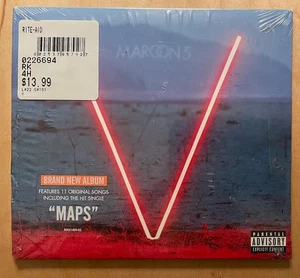 RITE-AID
0226694
RK
4H
$13.99
MAROON 5
BRAND NEW ALBUM
FEATURES 11 ORIGINAL SONGS
INCLUDING THE HIT SINGLE
"MAPS"
PARENTAL
ADVISORY
EXPLICIT CONTENT